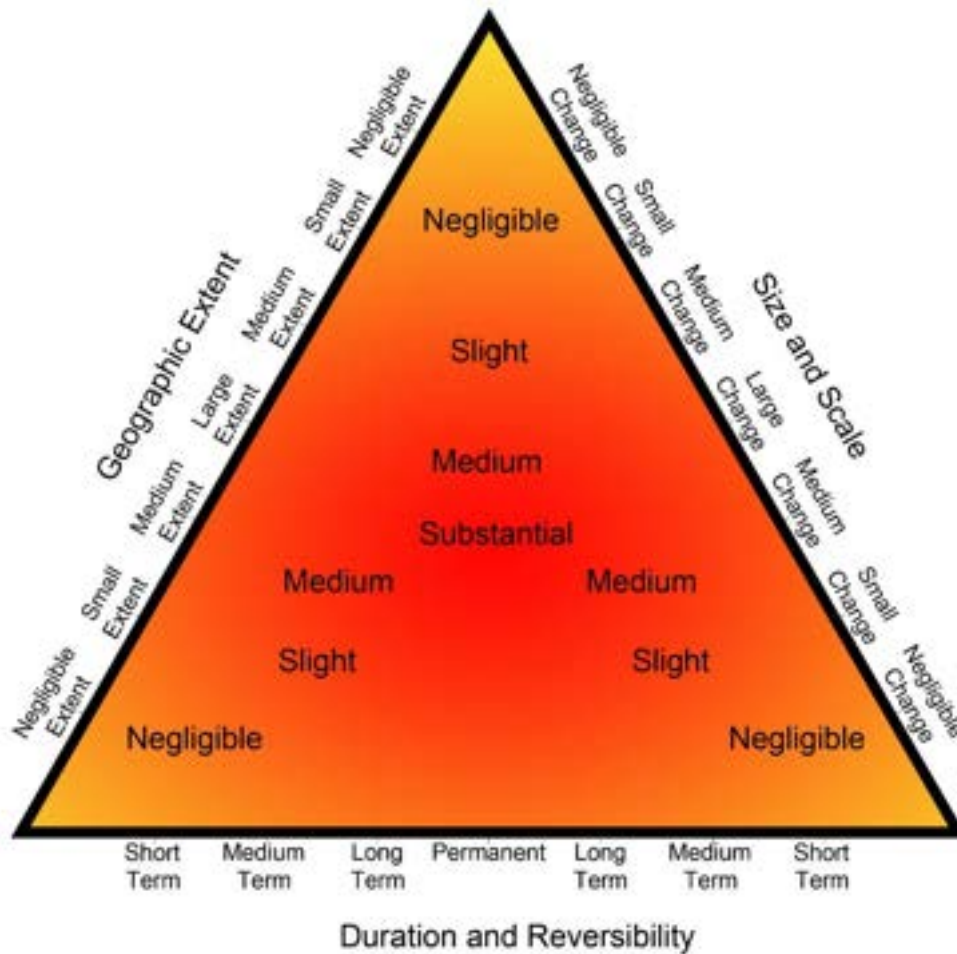 Negligible
Extent
Small
Extent
Medium
Extent
Large
Extent
Medium
Extent
Small
Extent
Negligible
Extent
Geographic Extent
Negligible
Change
Small
Change
Medium
Change
Large
Change
Medium
Change
Small
Change
Negligible
Change
Size and Scale
Negligible
Slight
Medium
Substantial
Medium
Medium
Slight
Slight
Negligible
Negligible
Short
Term
Medium
Term
Long
Term
Permanent
Long
Term
Medium
Term
Short
Term
Duration and Reversibility